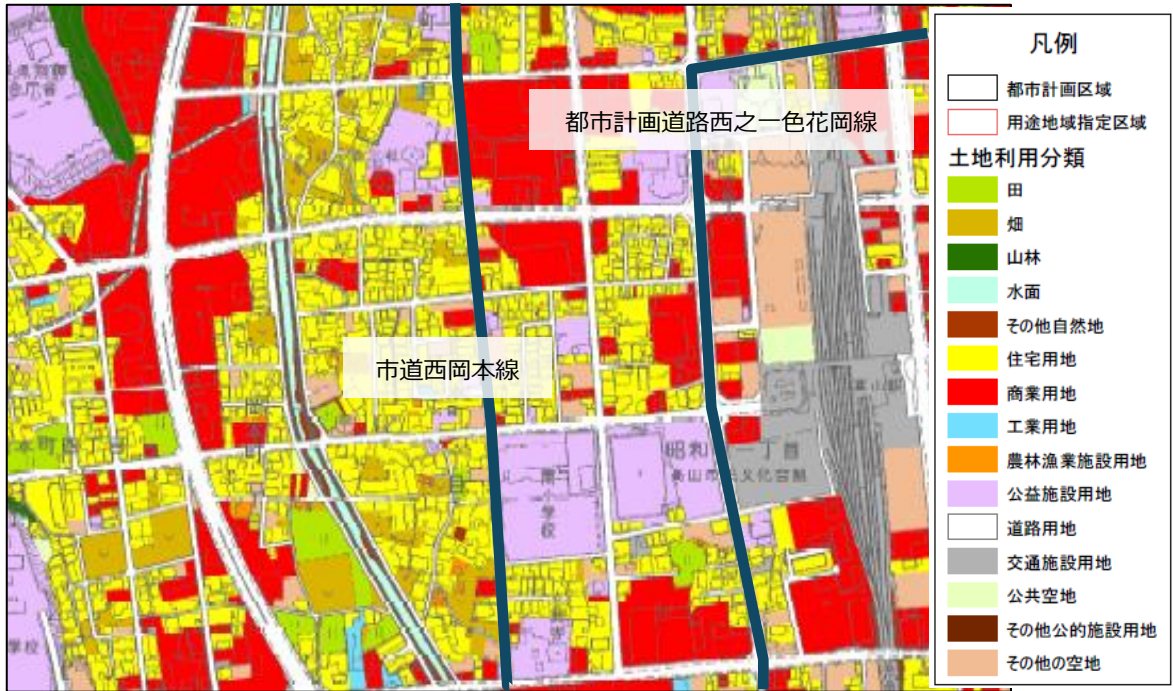 都市計画道路西之一色花岡線
市道西岡本線
南小学校
凡例
都市計画区域
用途地域指定区域
土地利用分類
田
畑
山林
水面
その他自然地
住宅用地
商業用地
工業用地
農林漁業施設用地
公益施設用地
道路用地
交通施設用地
公共空地
その他公的施設用地
その他の空地